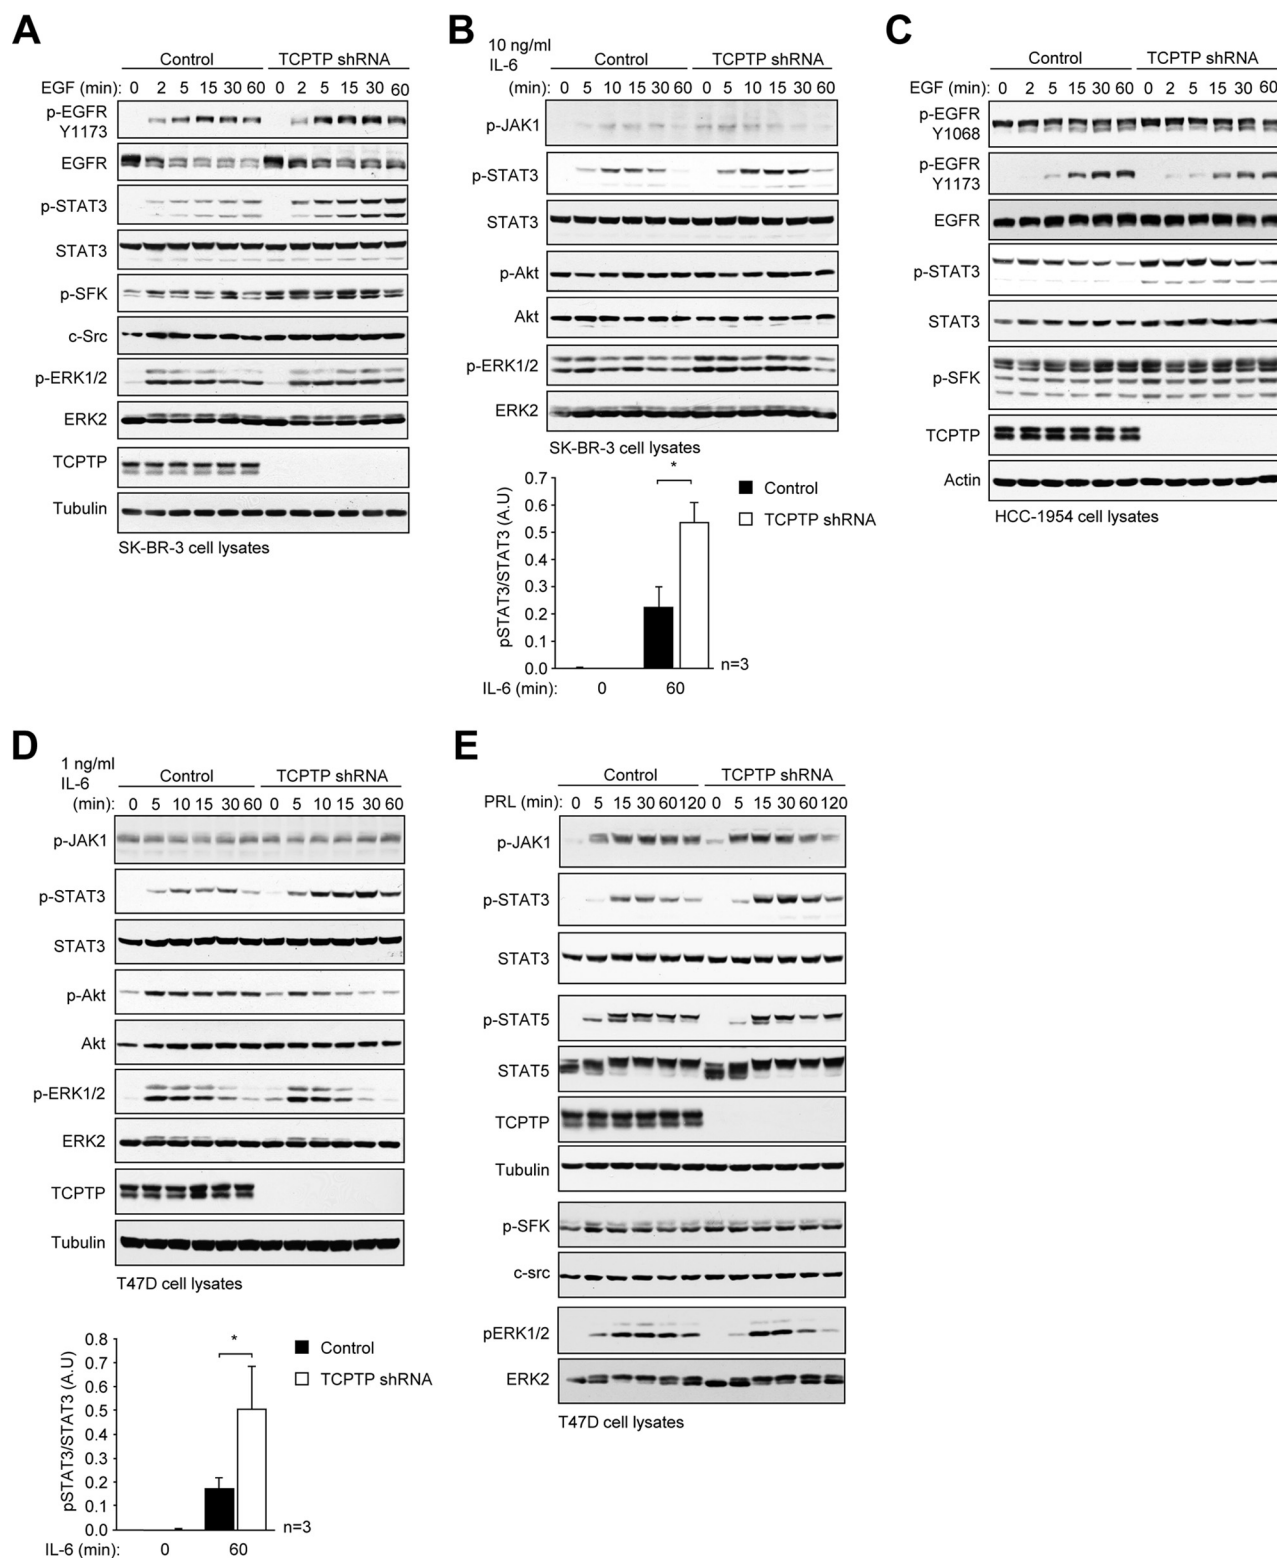 A
Control TCPTP shRNA
EGF (min): 0 2 5 15 30 60 0 2 5 15 30 60
p-EGFR
Y1173
EGFR
p-STAT3
STAT3
p-SFK
c-Src
p-ERK1/2
ERK2
TCPTP
Tubulin
SK-BR-3 cell lysates
B
10 ng/ml
IL-6
Control TCPTP shRNA
(min): 0 5 10 15 30 60 0 5 10 15 30 60
p-JAK1
p-STAT3
STAT3
p-Akt
Akt
p-ERK1/2
ERK2
SK-BR-3 cell lysates
pSTAT3/STAT3 (A.U)
0.7
0.6
0.5
0.4
0.3
0.2
0.1
0.0
*
Control
TCPTP shRNA
n=3
IL-6 (min): 0 60
C
Control TCPTP shRNA
EGF (min): 0 2 5 15 30 60 0 2 5 15 30 60
p-EGFR
Y1068
p-EGFR
Y1173
EGFR
p-STAT3
STAT3
p-SFK
TCPTP
Actin
HCC-1954 cell lysates
D
1 ng/ml
IL-6
Control TCPTP shRNA
(min): 0 5 10 15 30 60 0 5 10 15 30 60
p-JAK1
p-STAT3
STAT3
p-Akt
Akt
p-ERK1/2
ERK2
TCPTP
Tubulin
T47D cell lysates
pSTAT3/STAT3 (A.U)
0.8
0.7
0.6
0.5
0.4
0.3
0.2
0.1
0.0
*
Control
TCPTP shRNA
n=3
IL-6 (min): 0 60
E
Control TCPTP shRNA
PRL (min): 0 5 15 30 60 120 0 5 15 30 60 120
p-JAK1
p-STAT3
STAT3
p-STAT5
STAT5
TCPTP
Tubulin
p-SFK
c-src
pERK1/2
ERK2
T47D cell lysates